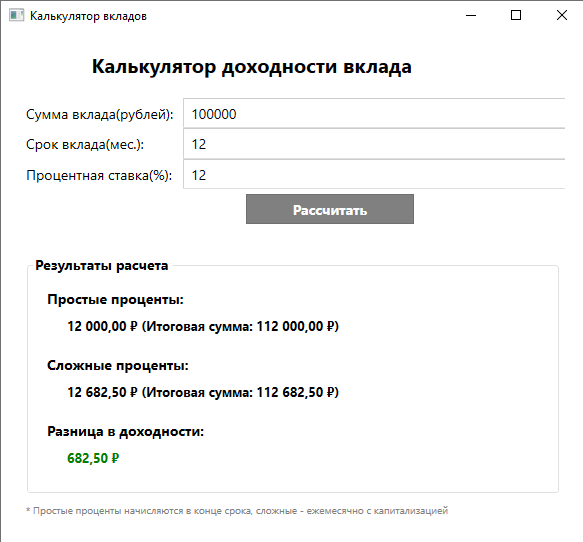 Калькулятор вкладов
Калькулятор доходности вклада
Сумма вклада(рублей): 100000
Срок вклада(мес.): 12
Процентная ставка(%): 12
Рассчитать
Результаты расчета
Простые проценты:
12 000,00 ₽ (Итоговая сумма: 112 000,00 ₽)
Сложные проценты:
12 682,50 ₽ (Итоговая сумма: 112 682,50 ₽)
Разница в доходности:
682,50 ₽
* Простые проценты начисляются в конце срока, сложные - ежемесячно с капитализацией